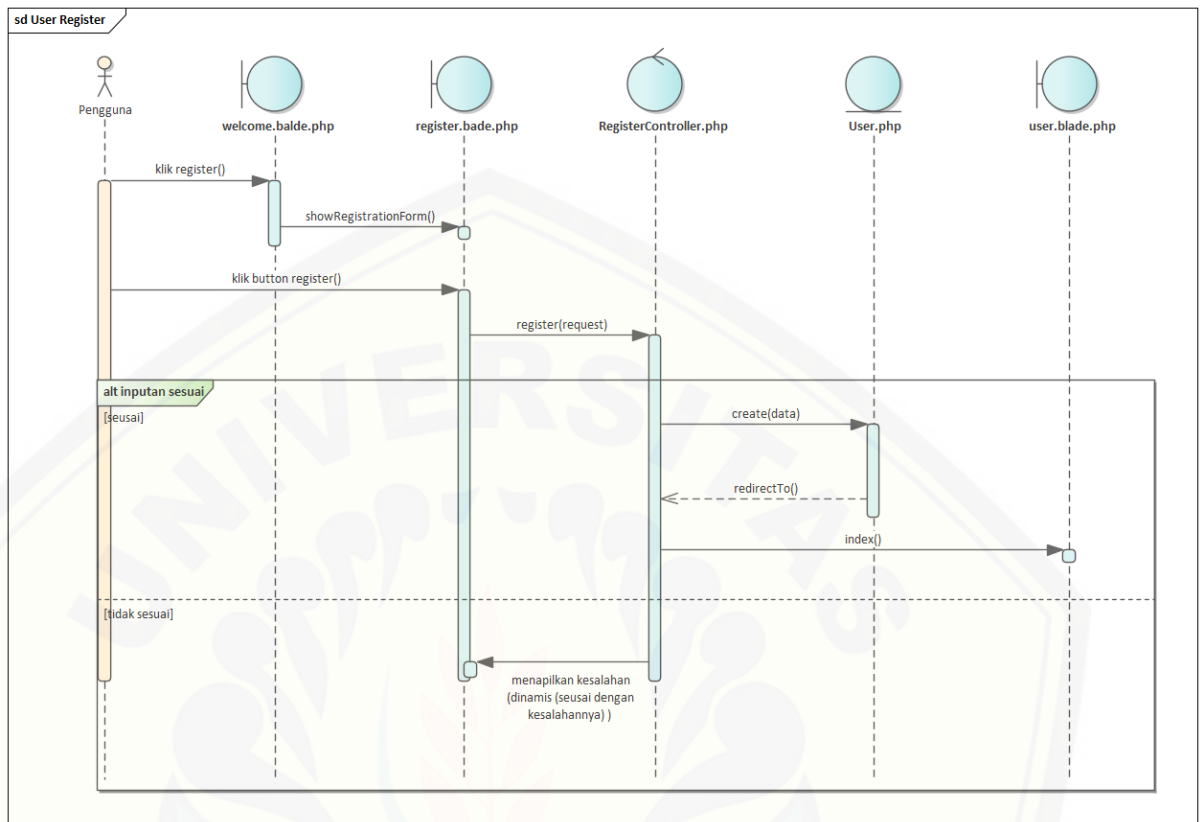 sd User Register
Pengguna
welcome.balde.php
register.bade.php
RegisterController.php
User.php
user.blade.php
klik register()
showRegistrationForm()
klik button register()
register(request)
alt inputan sesuai
[seusai]
create(data)
redirectTo()
index()
[tidak sesuai]
menapilkan kesalahan
(dinamis (seusai dengan
kesalahannya) )
UNIVERSITAS